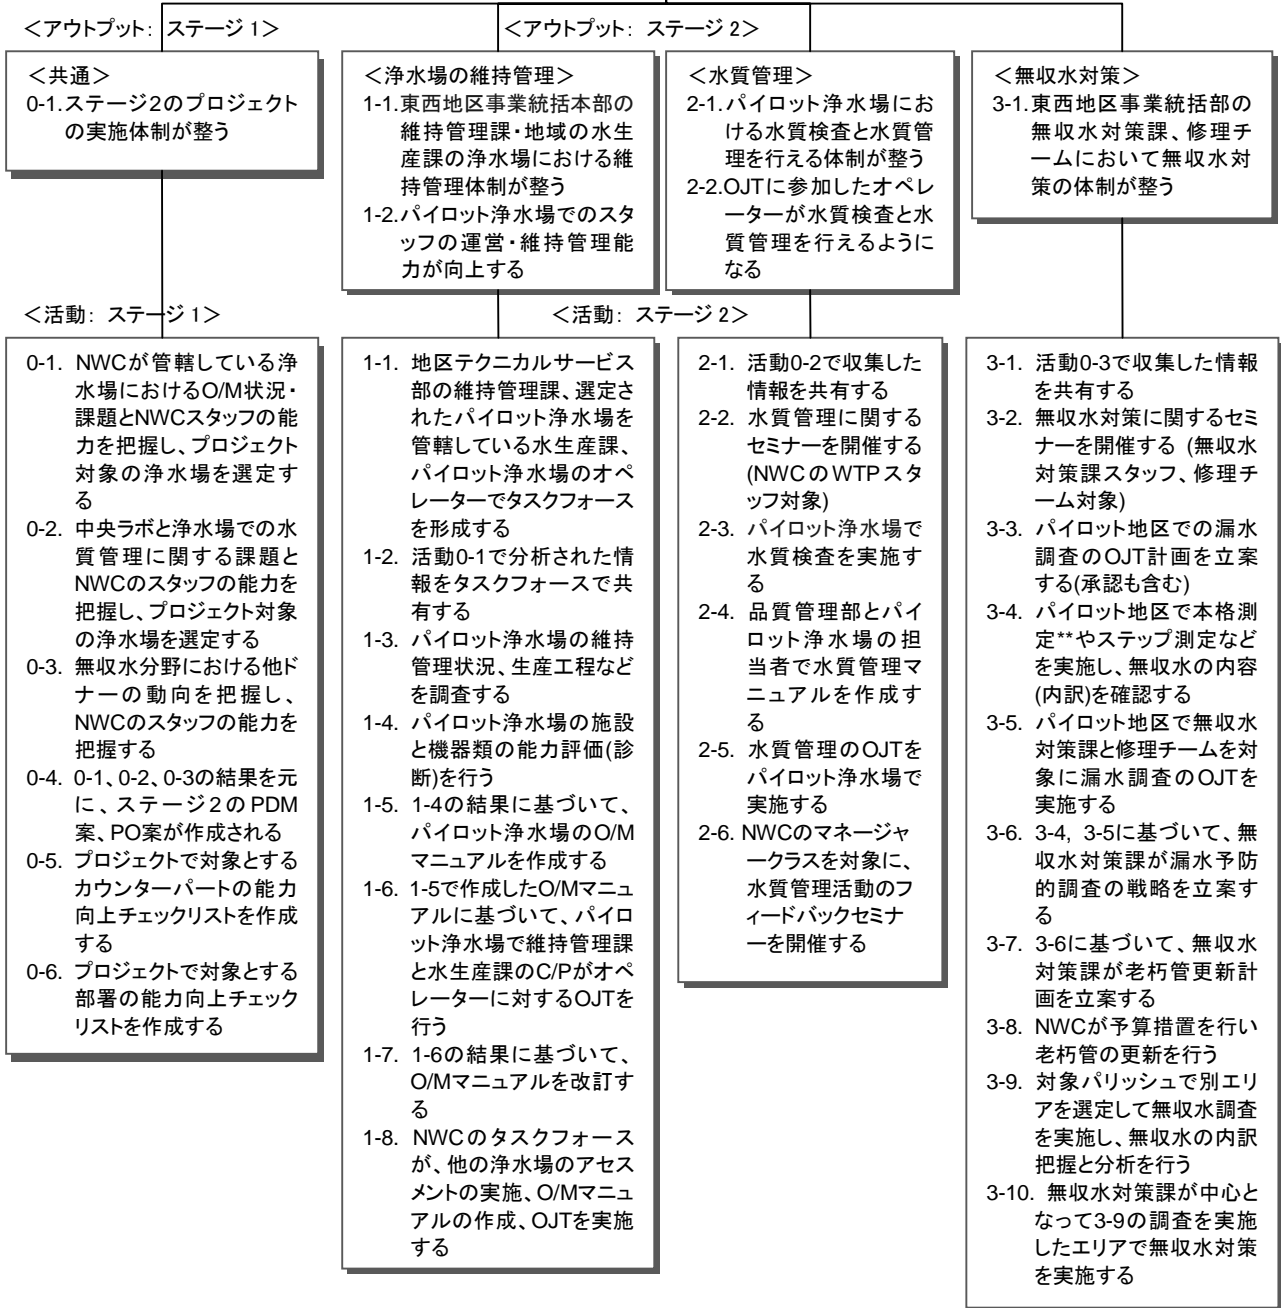 ＜アウトプット: ステージ 1＞
＜アウトプット: ステージ 2＞
＜共通＞
0-1.ステージ2のプロジェクト
の実施体制が整う
＜浄水場の維持管理＞
1-1.東西地区事業統括本部の
維持管理課・地域の水生
産課の浄水場における維
持管理体制が整う
1-2.パイロット浄水場でのスタ
ッフの運営・維持管理能
力が向上する
＜水質管理＞
2-1.パイロット浄水場にお
ける水質検査と水質管
理を行える体制が整う
2-2.OJTに参加したオペレ
ーターが水質検査と水
質管理を行えるように
なる
＜無収水対策＞
3-1.東西地区事業統括部の
無収水対策課、修理チ
ームにおいて無収水対
策の体制が整う
＜活動: ステージ 1＞
＜活動: ステージ 2＞
0-1. NWCが管轄している浄
水場におけるO/M状況・
課題とNWCスタッフの能
力を把握し、プロジェクト
対象の浄水場を選定す
る
0-2. 中央ラボと浄水場での水
質管理に関する課題と
NWCのスタッフの能力を
把握し、プロジェクト対象
の浄水場を選定する
0-3. 無収水分野における他ド
ナーの動向を把握し、
NWCのスタッフの能力を
把握する
0-4. 0-1、0-2、0-3の結果を元
に、ステージ2のPDM
案、PO案が作成される
0-5. プロジェクトで対象とする
カウンターパートの能力
向上チェックリストを作成
する
0-6. プロジェクトで対象とする
部署の能力向上チェック
リストを作成する
1-1. 地区テクニカルサービス
部の維持管理課、選定さ
れたパイロット浄水場を
管轄している水生産課、
パイロット浄水場のオペ
レーターでタスクフォース
を形成する
1-2. 活動0-1で分析された情
報をタスクフォースで共
有する
1-3. パイロット浄水場の維持
管理状況、生産工程など
を調査する
1-4. パイロット浄水場の施設
と機器類の能力評価(診
断)を行う
1-5. 1-4の結果に基づいて、
パイロット浄水場のO/M
マニュアルを作成する
1-6. 1-5で作成したO/Mマニュ
アルに基づいて、パイロ
ット浄水場で維持管理課
と水生産課のC/Pがオペ
レーターに対するOJTを
行う
1-7. 1-6の結果に基づいて、
O/Mマニュアルを改訂す
る
1-8. NWCのタスクフォース
が、他の浄水場のアセス
メントの実施、O/Mマニュ
アルの作成、OJTを実施
する
2-1. 活動0-2で収集した
情報を共有する
2-2. 水質管理に関する
セミナーを開催する
(NWCのWTPスタ
ッフ対象)
2-3. パイロット浄水場で
水質検査を実施す
る
2-4. 品質管理部とパイ
ロット浄水場の担
当者で水質管理マ
ニュアルを作成す
る
2-5. 水質管理のOJTを
パイロット浄水場で
実施する
2-6. NWCのマネージャ
ークラスを対象に、
水質管理活動のフ
ィードバックセミナ
ーを開催する
3-1. 活動0-3で収集した情報
を共有する
3-2. 無収水対策に関するセミ
ナーを開催する (無収水
対策課スタッフ、修理チ
ーム対象)
3-3. パイロット地区での漏水
調査のOJT計画を立案
する(承認も含む)
3-4. パイロット地区で本格測
定**やステップ測定など
を実施し、無収水の内容
(内訳)を確認する
3-5. パイロット地区で無収水
対策課と修理チームを対
象に漏水調査のOJTを
実施する
3-6. 3-4, 3-5に基づいて、無
収水対策課が漏水予防
的調査の戦略を立案す
る
3-7. 3-6に基づいて、無収水
対策課が老朽管更新計
画を立案する
3-8. NWCが予算措置を行い
老朽管の更新を行う
3-9. 対象パリッシュで別エリ
アを選定して無収水調査
を実施し、無収水の内訳
把握と分析を行う
3-10. 無収水対策課が中心と
なって3-9の調査を実施
したエリアで無収水対策
を実施する